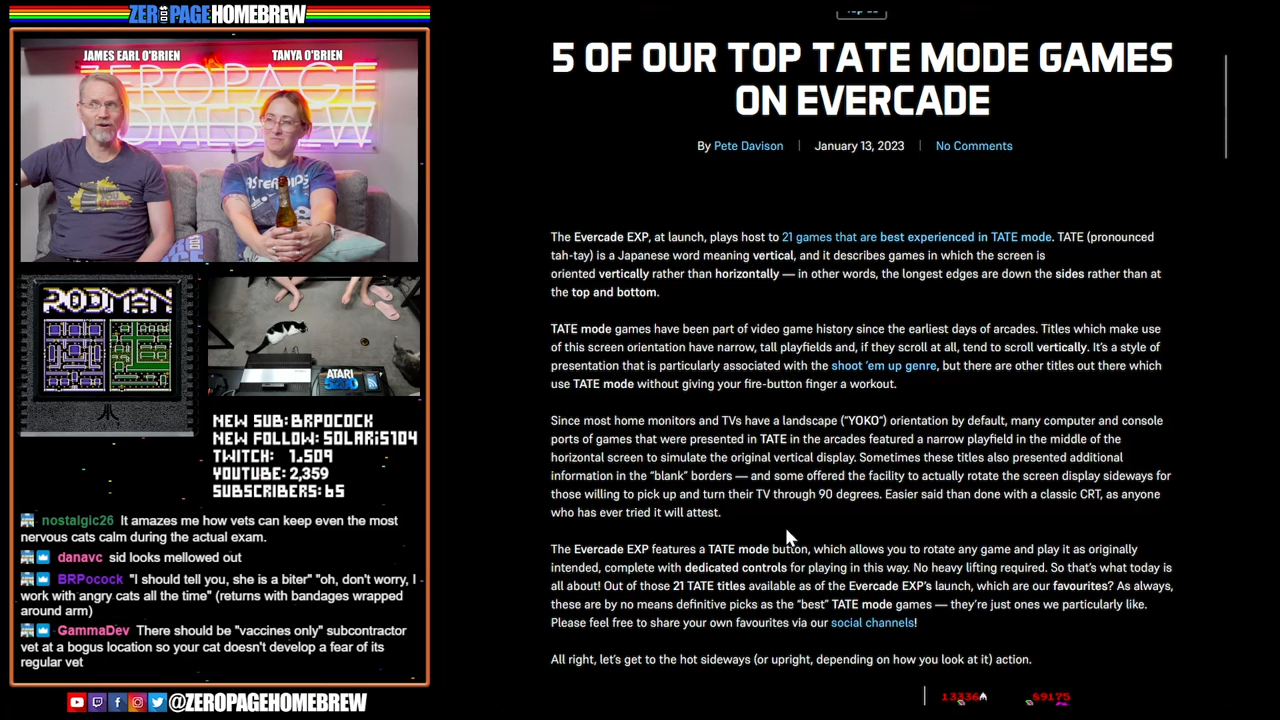 ZEROPAGEHOMEBREW
JAMES EARL O'BRIEN
TANYA O'BRIEN
ZEROPAGE
HOMEBREW
ASTEROIDS
RODMAN
ATARI
5200
NEW SUB: BRPOCOCK
NEW FOLLOW: SOLARIS104
TWITCH: 1,509
YOUTUBE: 2,359
SUBSCRIBERS: 65
nostalgic26 It amazes me how vets can keep even the most
nervous cats calm during the actual exam.
danavc sid looks mellowed out
BRPocock "I should tell you, she is a biter" "oh, don't worry, I
work with angry cats all the time" (returns with bandages wrapped
around arm)
GammaDev There should be "vaccines only" subcontractor
vet at a bogus location so your cat doesn't develop a fear of its
regular vet
@ZEROPAGEHOMEBREW
5 OF OUR TOP TATE MODE GAMES
ON EVERCADE
By Pete Davison | January 13, 2023 | No Comments
The Evercade EXP, at launch, plays host to 21 games that are best experienced in TATE mode. TATE (pronounced
tah-tay) is a Japanese word meaning vertical, and it describes games in which the screen is
oriented vertically rather than horizontally — in other words, the longest edges are down the sides rather than at
the top and bottom.
TATE mode games have been part of video game history since the earliest days of arcades. Titles which make use
of this screen orientation have narrow, tall playfields and, if they scroll at all, tend to scroll vertically. It's a style of
presentation that is particularly associated with the shoot 'em up genre, but there are other titles out there which
use TATE mode without giving your fire-button finger a workout.
Since most home monitors and TVs have a landscape ("YOKO") orientation by default, many computer and console
ports of games that were presented in TATE in the arcades featured a narrow playfield in the middle of the
horizontal screen to simulate the original vertical display. Sometimes these titles also presented additional
information in the "blank" borders — and some offered the facility to actually rotate the screen display sideways for
those willing to pick up and turn their TV through 90 degrees. Easier said than done with a classic CRT, as anyone
who has ever tried it will attest.
The Evercade EXP features a TATE mode button, which allows you to rotate any game and play it as originally
intended, complete with dedicated controls for playing in this way. No heavy lifting required. So that's what today is
all about! Out of those 21 TATE titles available as of the Evercade EXP's launch, which are our favourites? As always,
these are by no means definitive picks as the "best" TATE mode games — they're just ones we particularly like.
Please feel free to share your own favourites via our social channels!
All right, let's get to the hot sideways (or upright, depending on how you look at it) action.
13336
89175